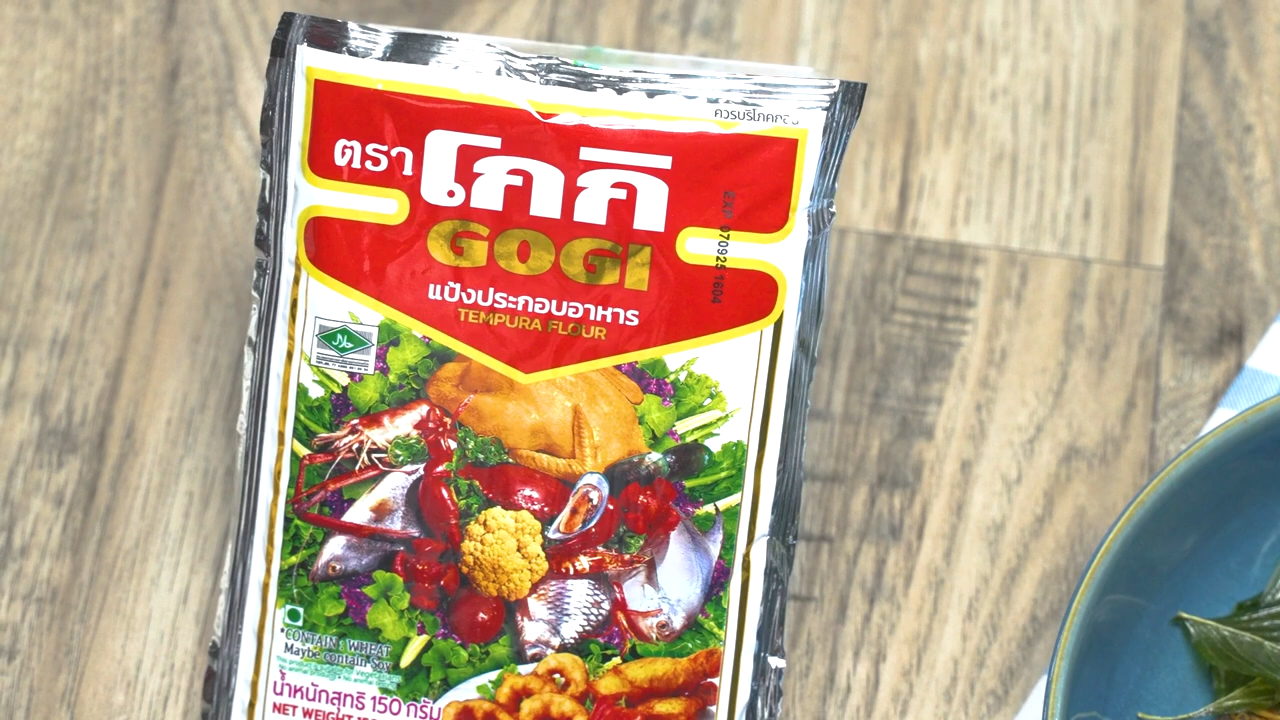 ควรบริโภคก่อน
ตรา โกกิ
GOGI
แป้งประกอบอาหาร
TEMPURA FLOUR
EXP 070925 1604
*CONTAIN : WHEAT
Maybe contain Soy
น้ำหนักสุทธิ 150 กรัม
NET WEIGHT